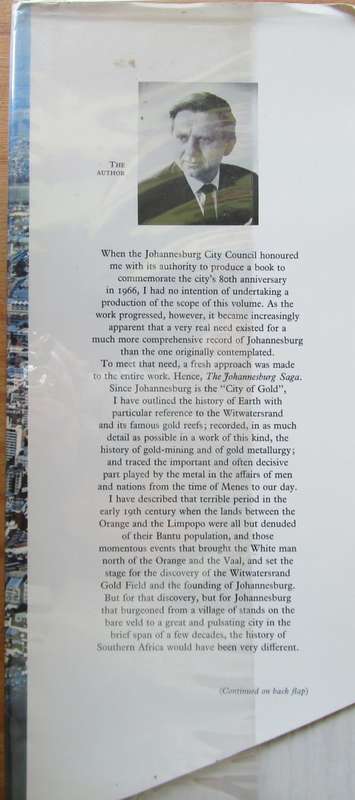 THE
AUTHOR
When the Johannesburg City Council honoured
me with its authority to produce a book to
commemorate the city's 80th anniversary
in 1966, I had no intention of undertaking a
production of the scope of this volume. As the
work progressed, however, it became increasingly
apparent that a very real need existed for a
much more comprehensive record of Johannesburg
than the one originally contemplated.
To meet that need, a fresh approach was made
to the entire work. Hence, The Johannesburg Saga.
Since Johannesburg is the "City of Gold",
I have outlined the history of Earth with
particular reference to the Witwatersrand
and its famous gold reefs; recorded, in as much
detail as possible in a work of this kind, the
history of gold-mining and of gold metallurgy;
and traced the important and often decisive
part played by the metal in the affairs of men
and nations from the time of Menes to our day.
I have described that terrible period in the
early 19th century when the lands between the
Orange and the Limpopo were all but denuded
of their Bantu population, and those
momentous events that brought the White man
north of the Orange and the Vaal, and set the
stage for the discovery of the Witwatersrand
Gold Field and the founding of Johannesburg.
But for that discovery, but for Johannesburg
that burgeoned from a village of stands on the
bare veld to a great and pulsating city in the
brief span of a few decades, the history of
Southern Africa would have been very different.
(Continued on back flap)